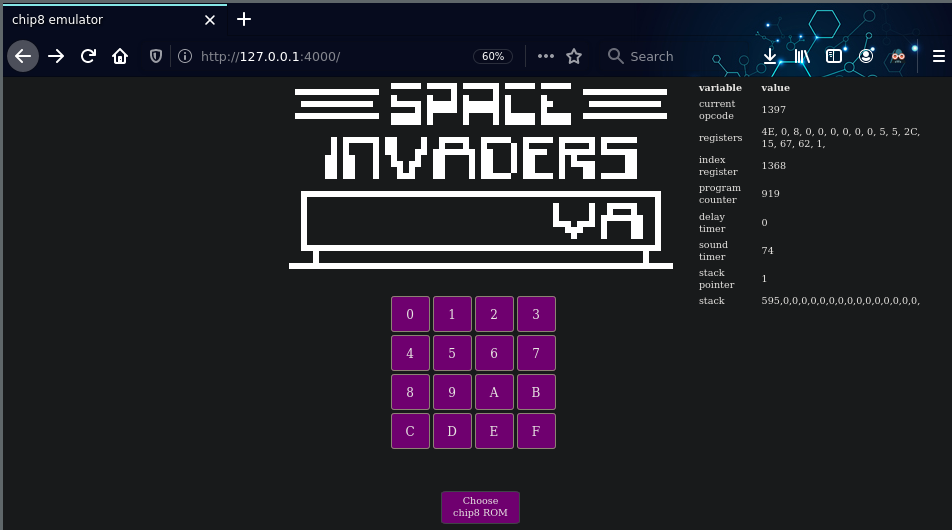 chip8 emulator
http://127.0.0.1:4000/
60%
Search
SPACE
INVADERS
VA
variable value
current opcode 1397
registers 4E, 0, 8, 0, 0, 0, 0, 0, 0, 5, 5, 2C, 15, 67, 62, 1,
index register 1368
program counter 919
delay timer 0
sound timer 74
stack pointer 1
stack 595,0,0,0,0,0,0,0,0,0,0,0,0,0,0,0,
0 1 2 3
4 5 6 7
8 9 A B
C D E F
Choose
chip8 ROM